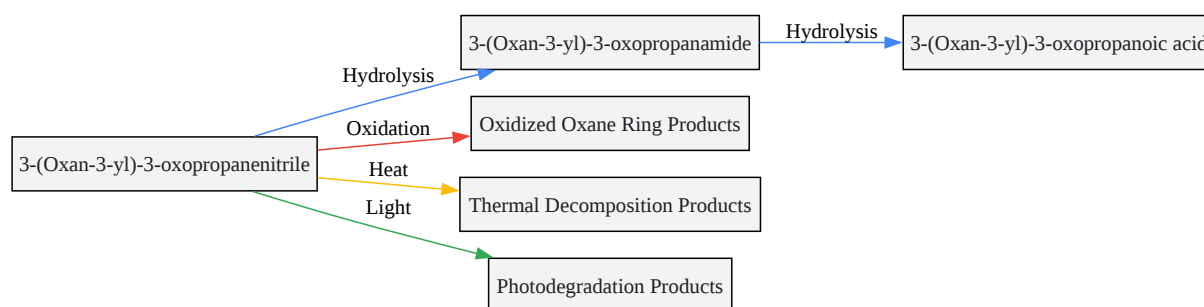 3-(Oxan-3-yl)-3-oxopropanamide
Hydrolysis
3-(Oxan-3-yl)-3-oxopropanoic acid
Hydrolysis
Oxidation
Oxidized Oxane Ring Products
3-(Oxan-3-yl)-3-oxopropanenitrile
Heat
Thermal Decomposition Products
Light
Photodegradation Products